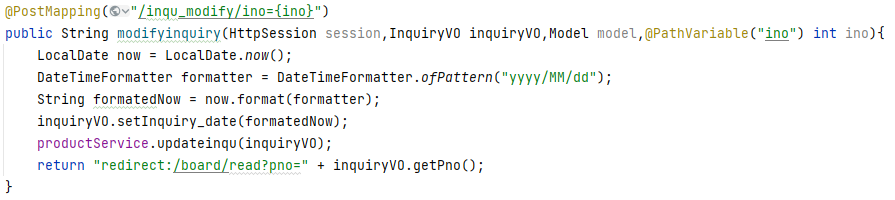 @PostMapping("/inqu_modify/ino={ino}")
public String modifyinquiry(HttpSession session,InquiryVO inquiryVO,Model model,@PathVariable("ino") int ino){
    LocalDate now = LocalDate.now();
    DateTimeFormatter formatter = DateTimeFormatter.ofPattern("yyyy/MM/dd");
    String formatedNow = now.format(formatter);
    inquiryVO.setInquiry_date(formatedNow);
    productService.updateinqu(inquiryVO);
    return "redirect:/board/read?pno=" + inquiryVO.getPno();
}